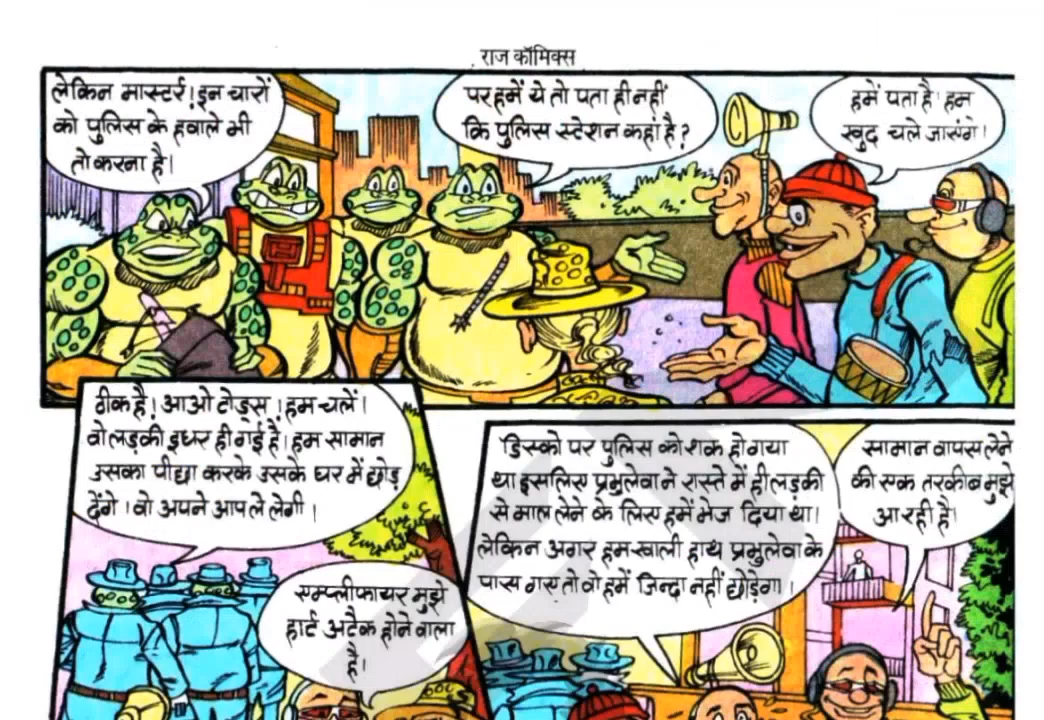 राज कॉमिक्स
लेकिन मास्टर! इन चारों
को पुलिस के हवाले भी
तो करना है।
पर हमें ये तो पता ही नहीं
कि पुलिस स्टेशन कहां है?
हमें पता है। हम
खुद चले जाएंगे।
ठीक है! आओ टोड्स! हम चलें।
वो लड़की इधर ही गई है। हम सामान
उसका पीछा करके उसके घर में छोड़
देंगे। वो अपने आप ले लेगी।
एम्प्लीफायर मुझे
हार्ट अटैक होने वाला
है।
डिस्को पर पुलिस को शक हो गया
था इसलिए प्रभुलेवा ने रास्ते में ही लड़की
से माल लेने के लिए हमें भेज दिया था।
लेकिन अगर हम खाली हाथ प्रभुलेवा के
पास गए तो वो हमें जिन्दा नहीं छोड़ेगा।
सामान वापस लेने
की एक तरकीब मुझे
आ रही है।